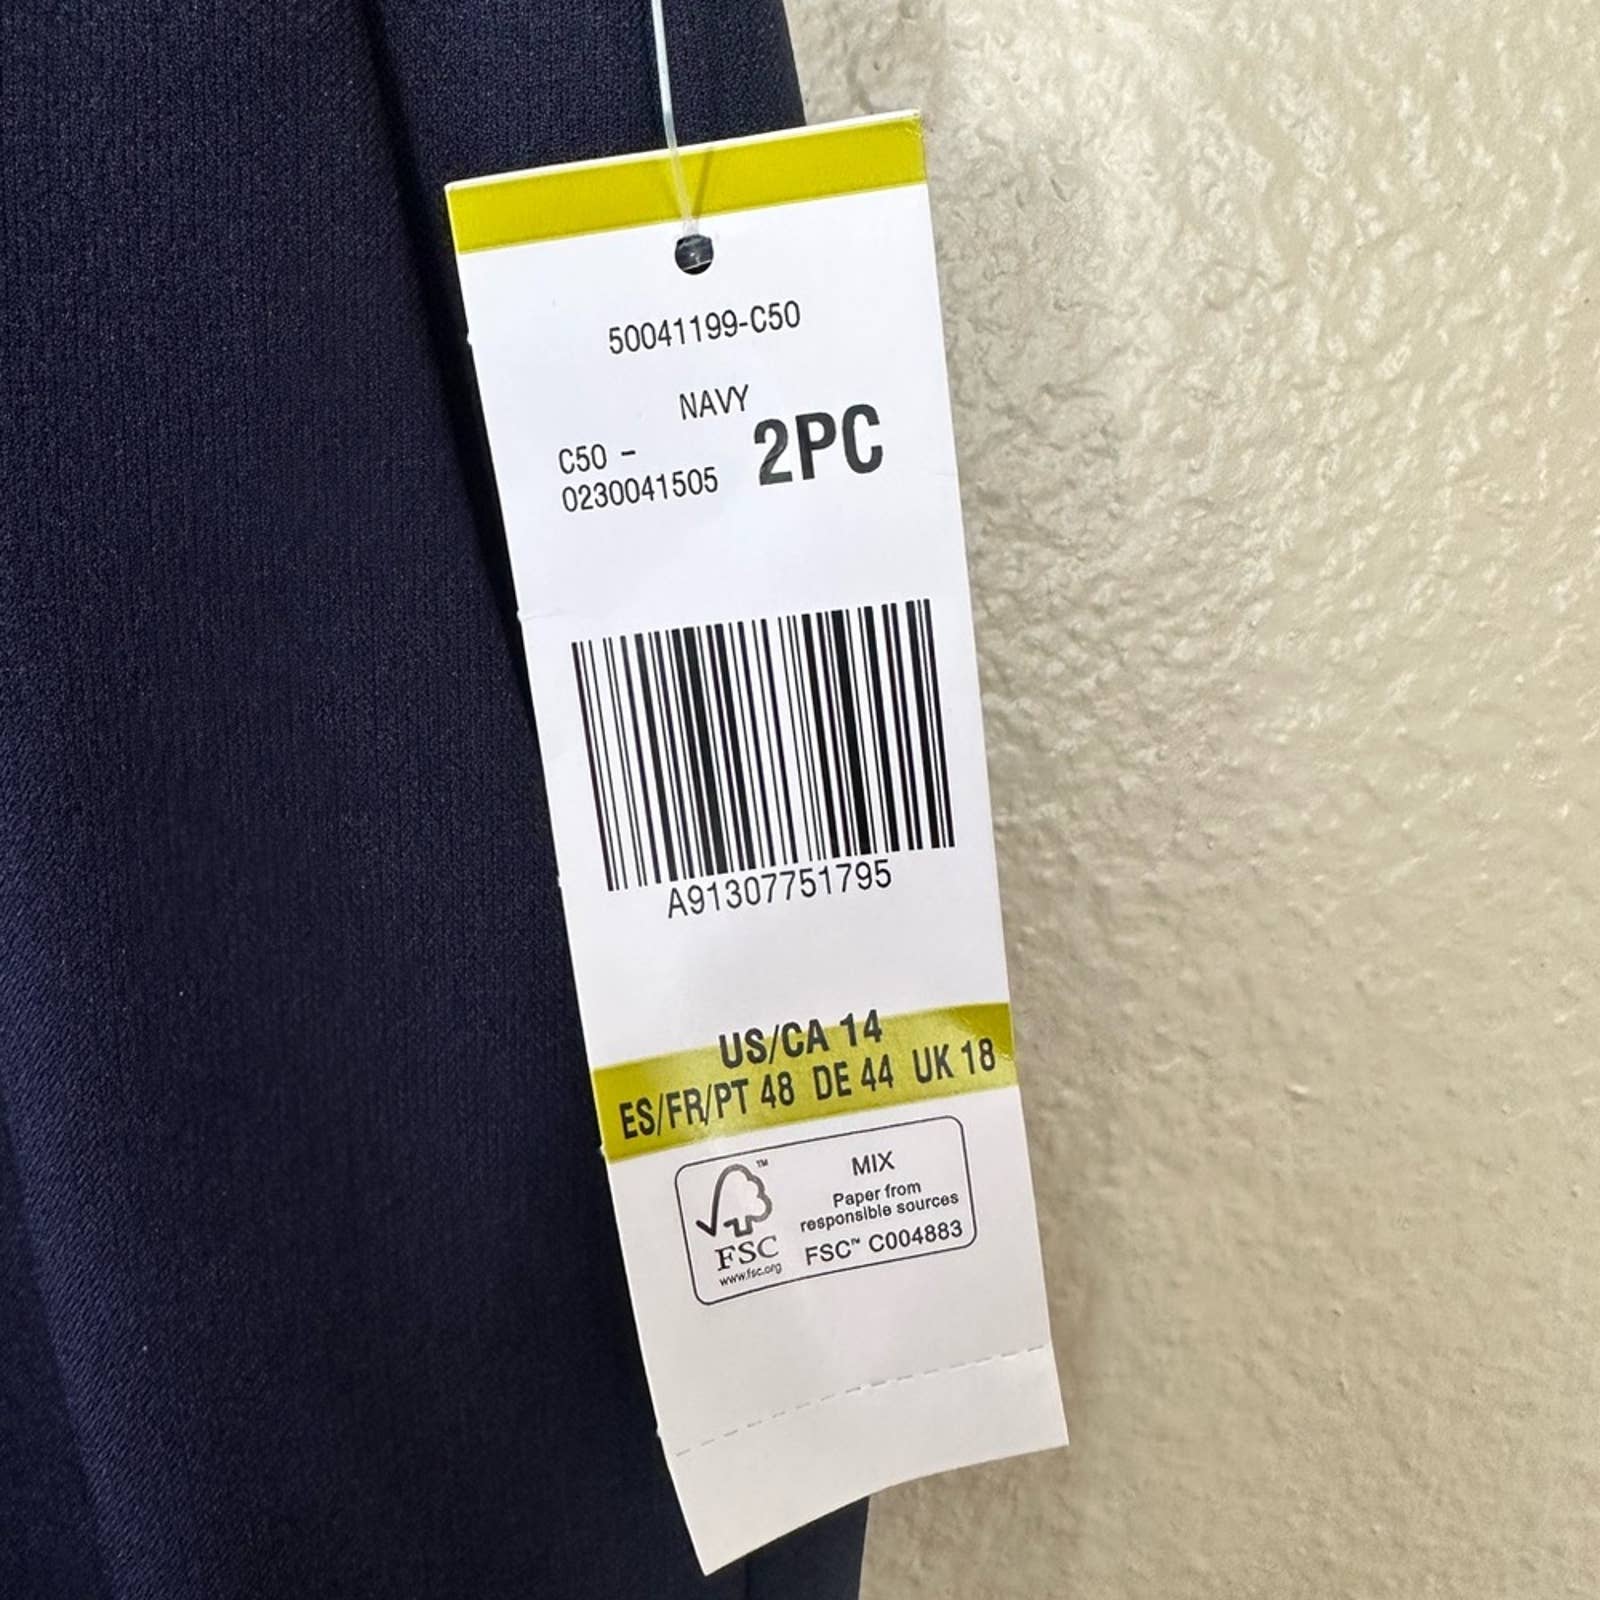 50041199-C50
NAVY
C50 -
0230041505
2PC
A91307751795
US/CA 14
ES/FR/PT 48 DE 44 UK 18
™
FSC
www.fsc.org
MIX
Paper from
responsible sources
FSC™ C004883